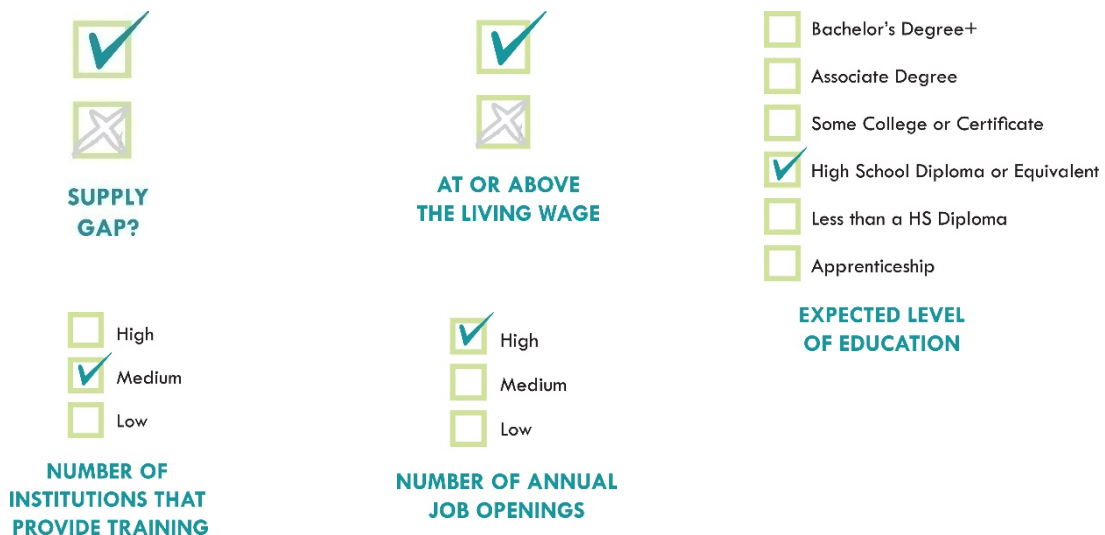 SUPPLY
GAP?
AT OR ABOVE
THE LIVING WAGE
Bachelor's Degree+
Associate Degree
Some College or Certificate
High School Diploma or Equivalent
Less than a HS Diploma
Apprenticeship
EXPECTED LEVEL
OF EDUCATION
High
Medium
Low
NUMBER OF
INSTITUTIONS THAT
PROVIDE TRAINING
High
Medium
Low
NUMBER OF ANNUAL
JOB OPENINGS